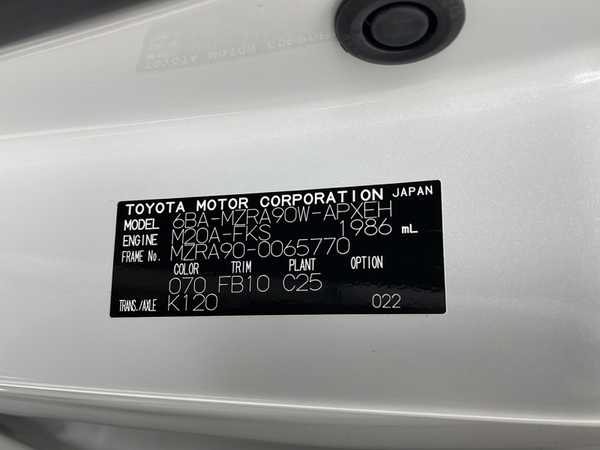 TOYOTA MOTOR CORPORATION JAPAN
MODEL 6BA-MZRA90W-APXEH
ENGINE M20A-FKS 1986 mL
FRAME No. MZRA90-0065770
COLOR TRIM PLANT OPTION
070 FB10 C25
TRANS./AXLE K120 022